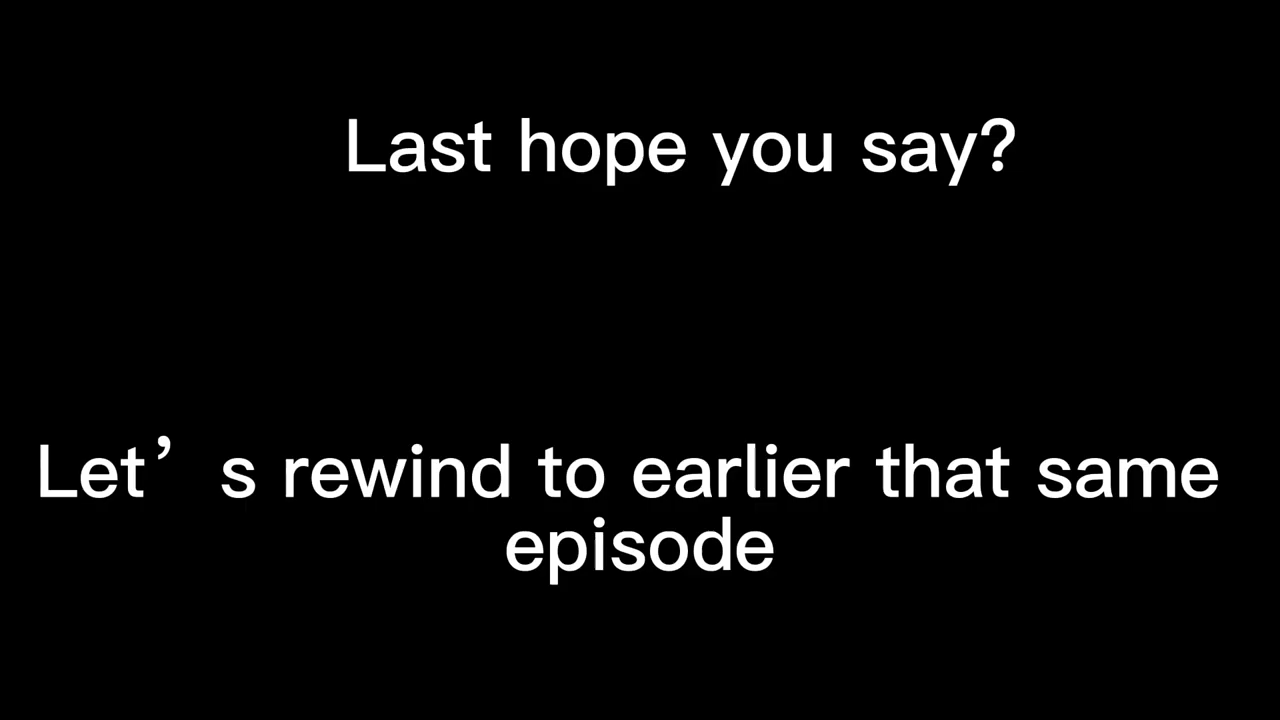 Last hope you say?
Let’s rewind to earlier that same
episode